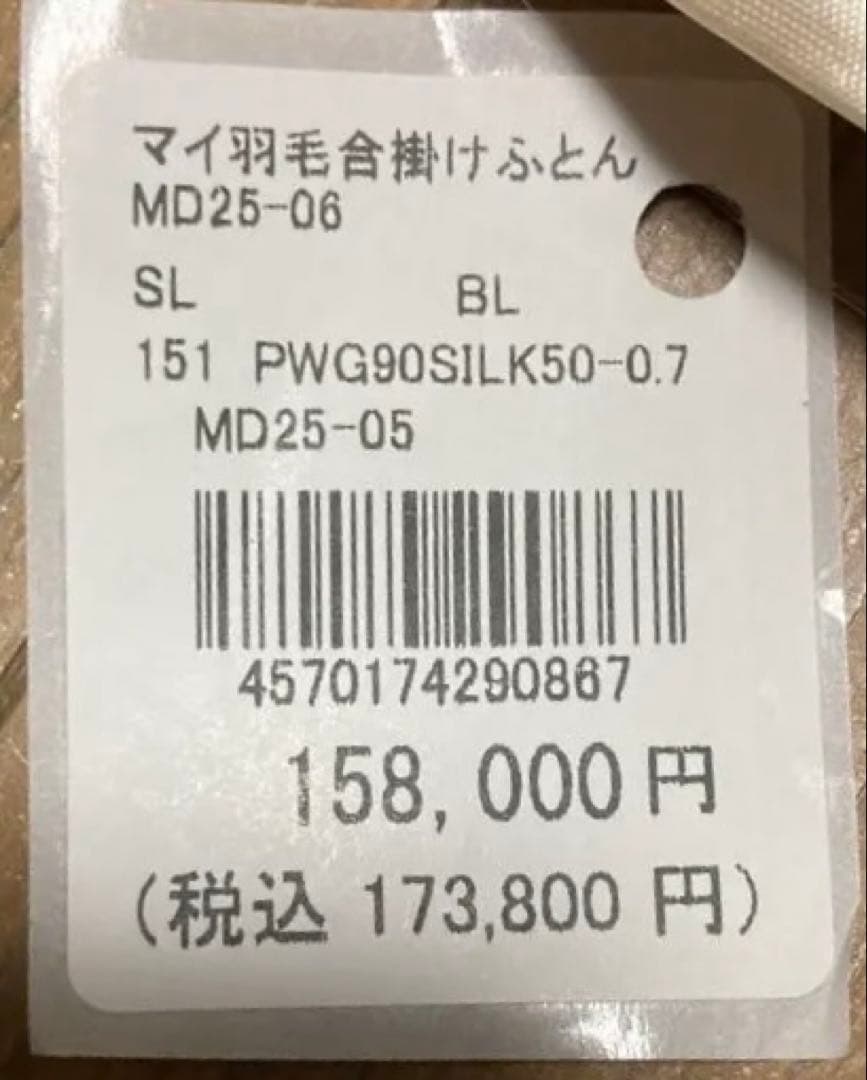 マイ羽毛合掛けふとん
MD25-06
SL BL
151 PWG90SILK50-0.7
MD25-05
4570174290867
158,000円
(税込 173,800 円)